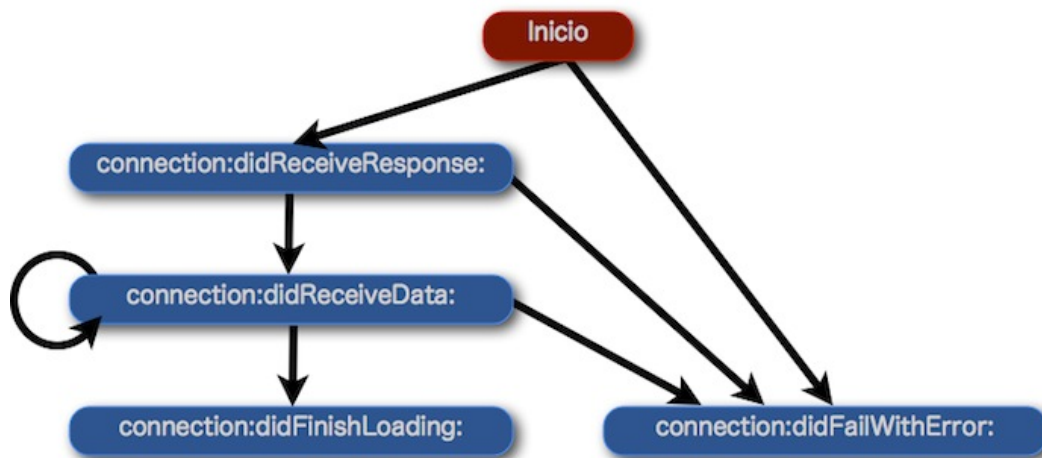 Inicio
connection:didReceiveResponse:
connection:didReceiveData:
connection:didFinishLoading:
connection:didFailWithError: